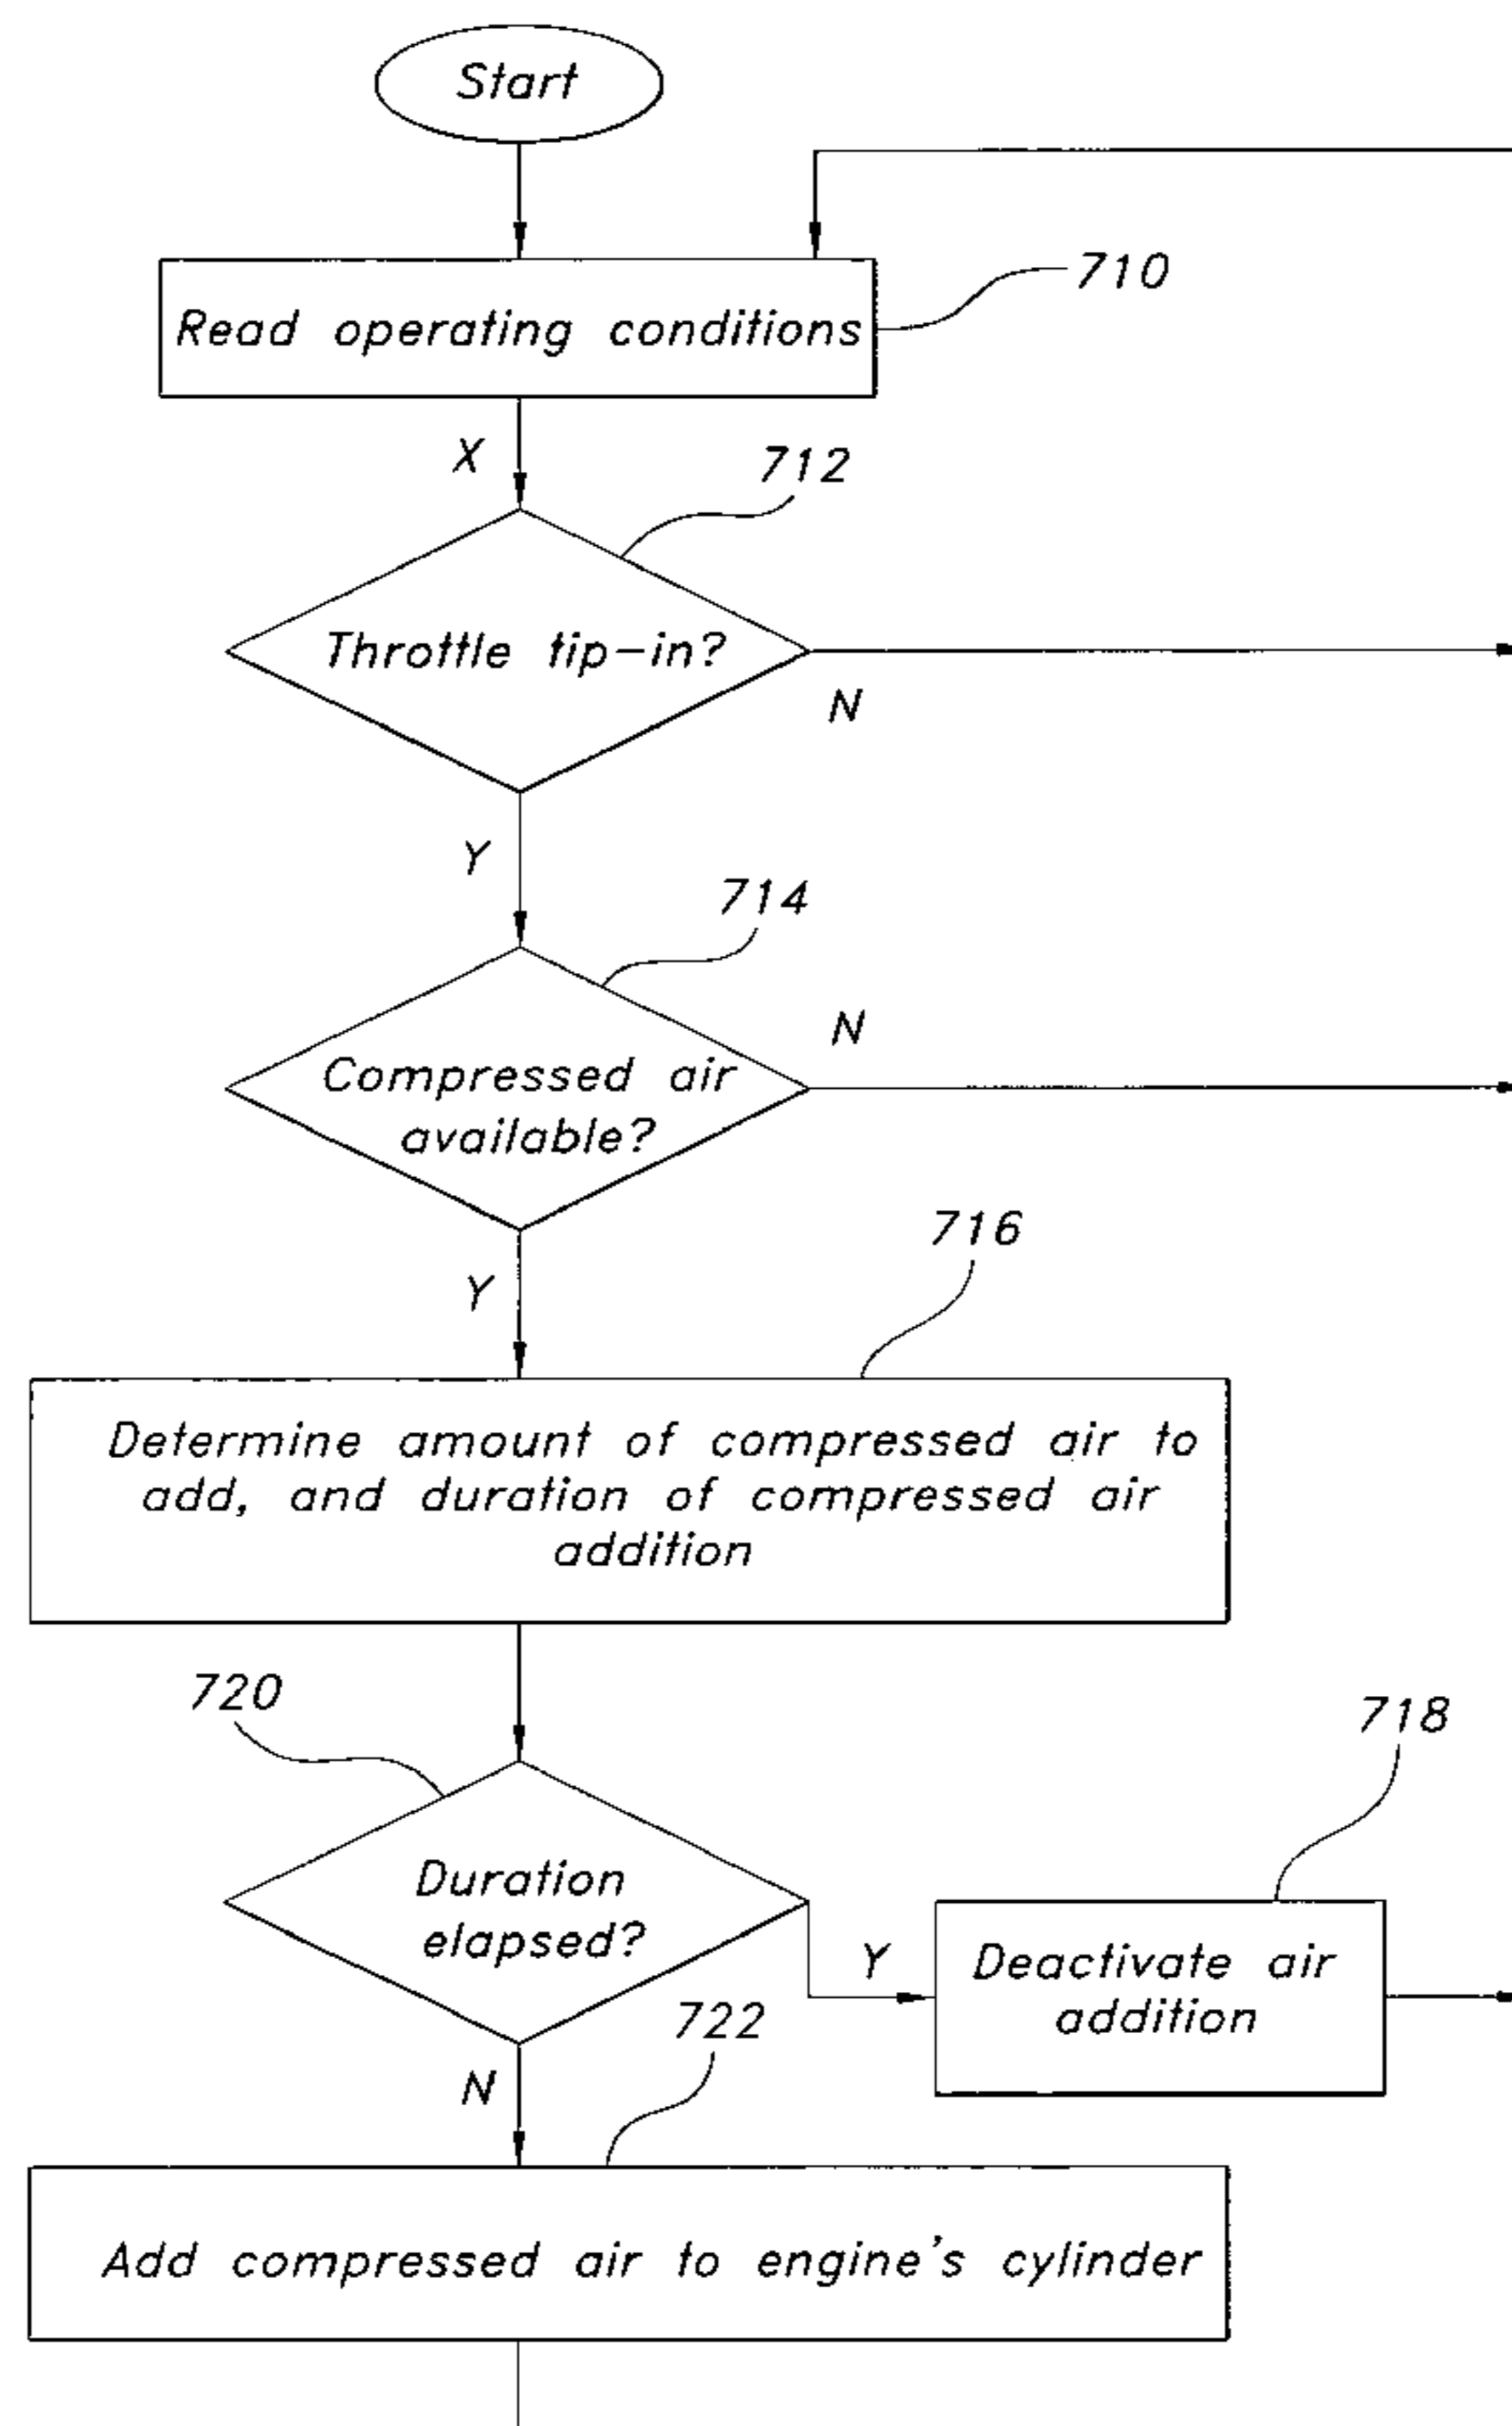 Start
710
Read operating conditions
X
712
Throttle tip-in?
N
Y
714
N
Compressed air
available?
716
Y
Determine amount of compressed air to
add, and duration of compressed air
addition
720
718
Duration
elapsed?
Y
Deactivate air
addition
722
N
Add compressed air to engine's cylinder